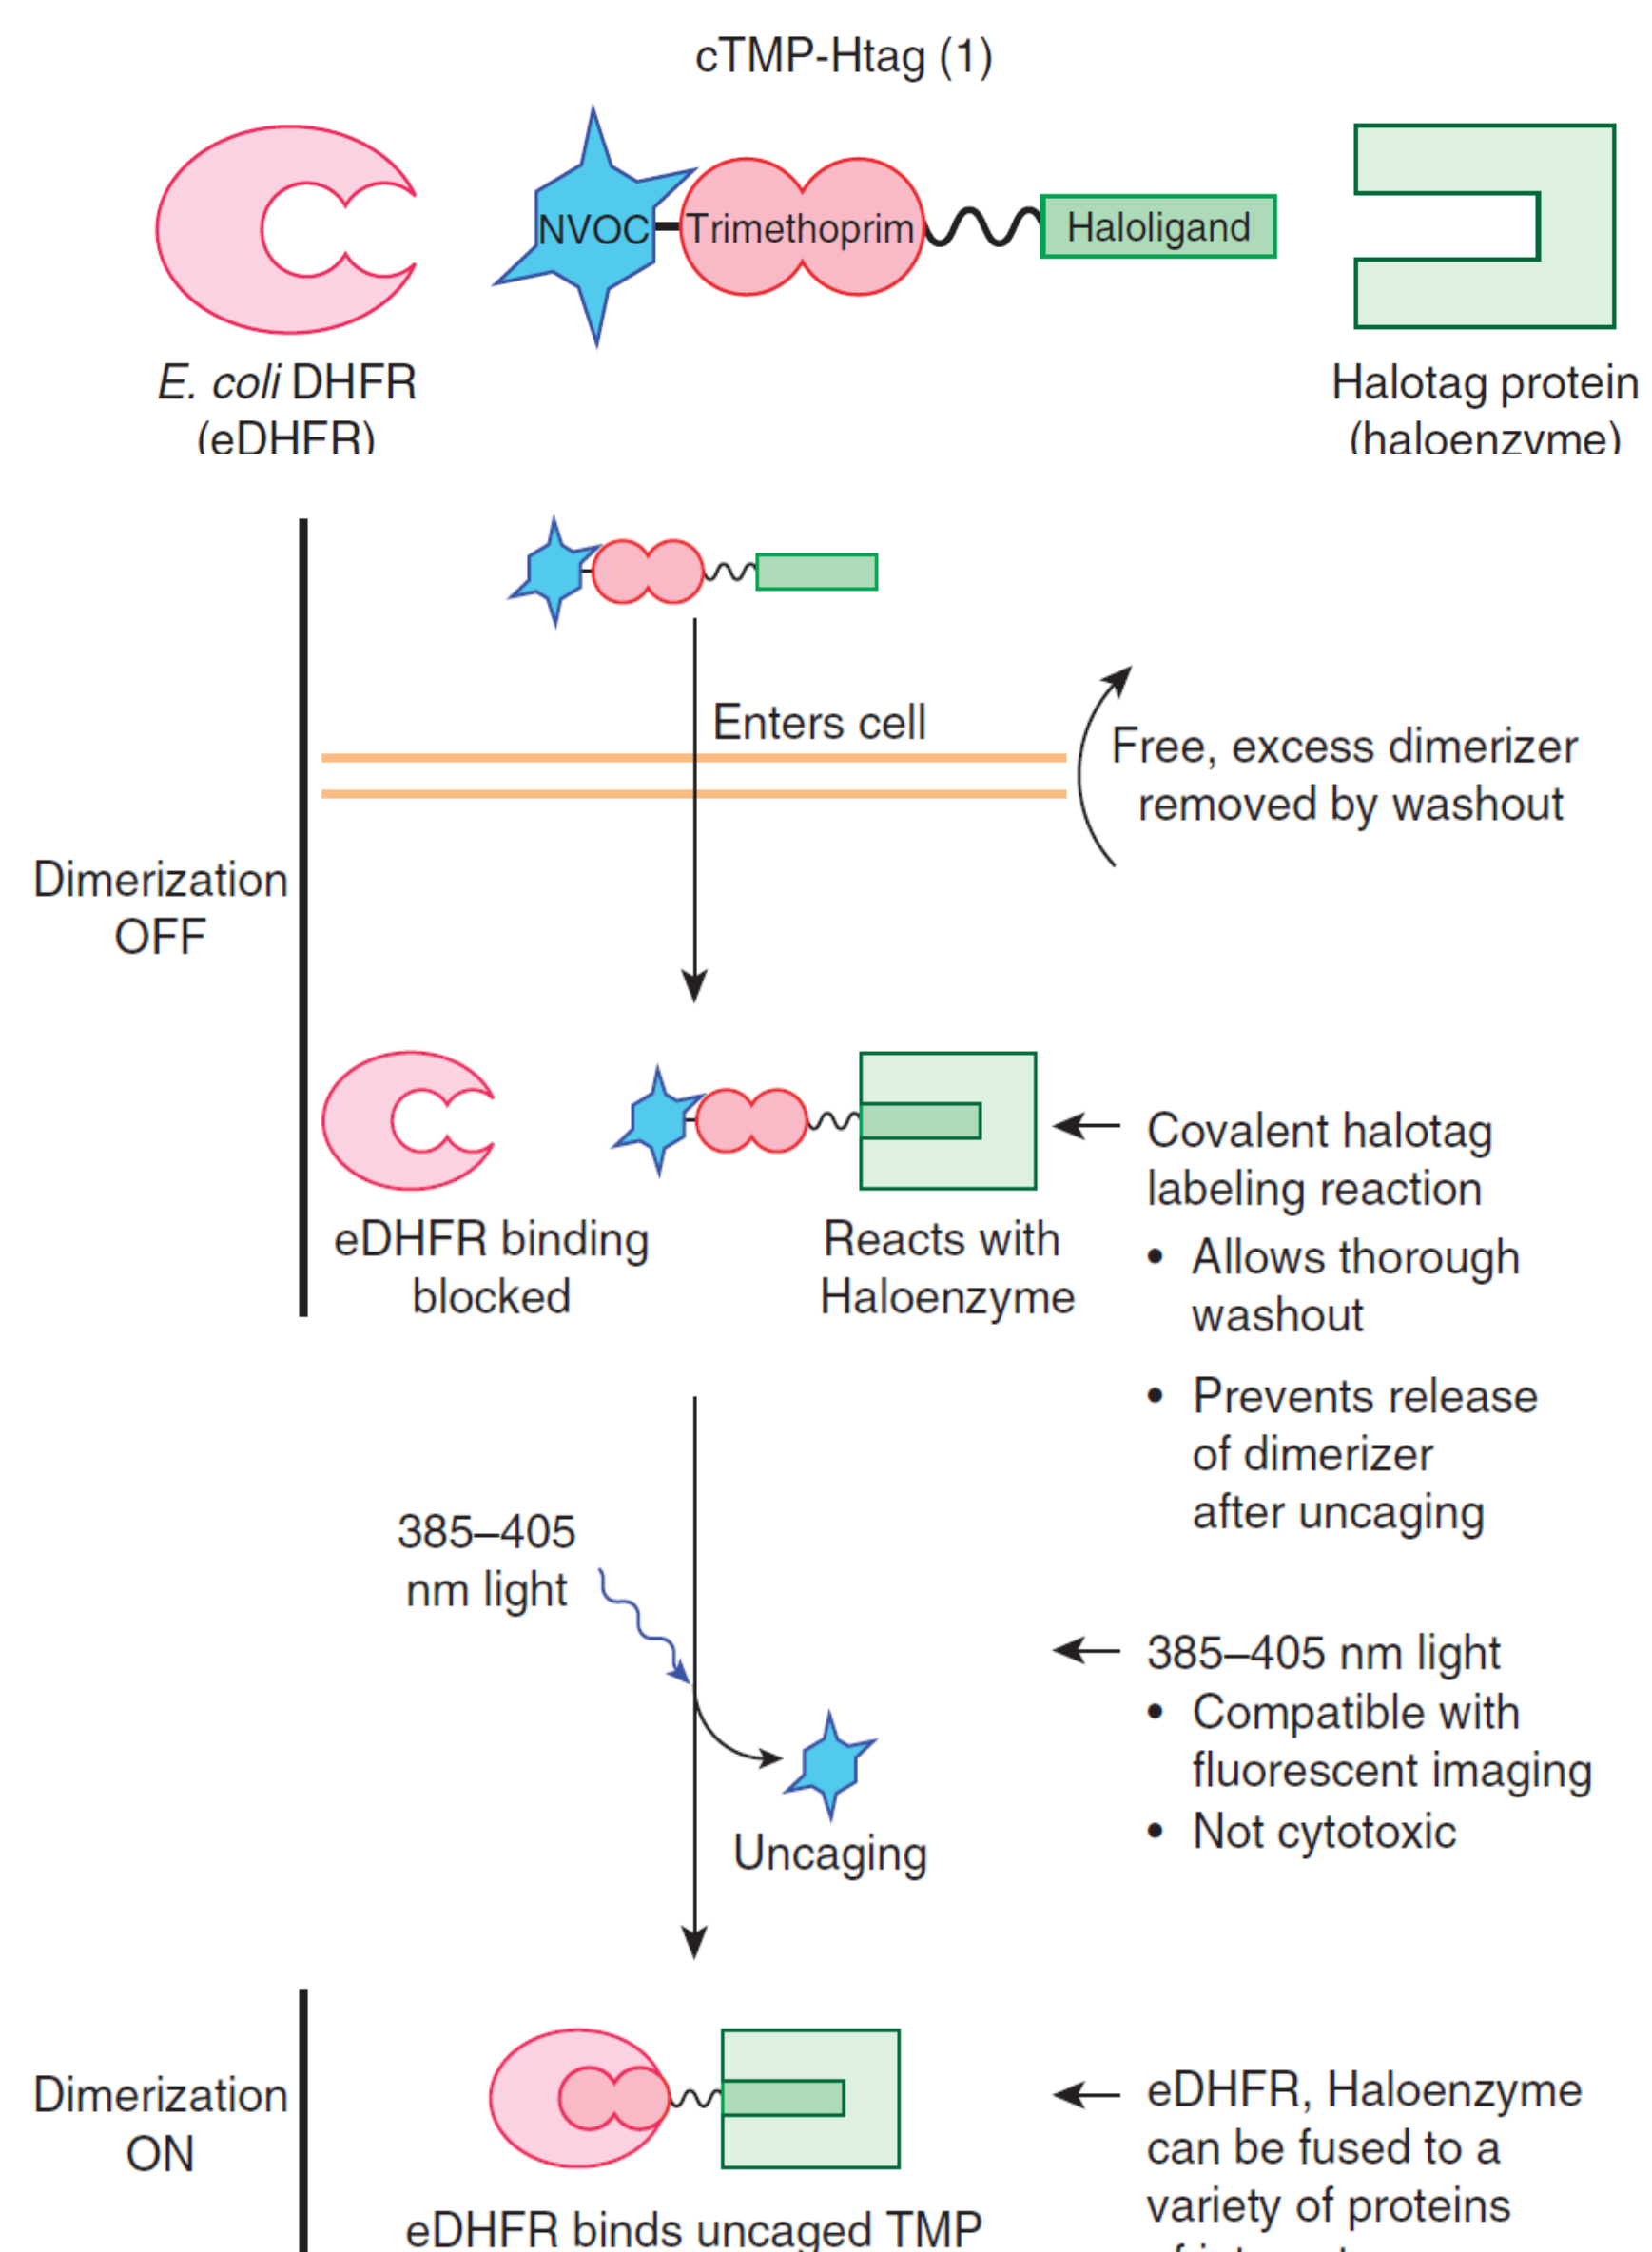 cTMP-Htag (1)
NVOC
Trimethoprim
Haloligand
E. coli DHFR
(eDHFR)
Halotag protein
(haloenzyme)
Enters cell
Free, excess dimerizer
removed by washout
Dimerization
OFF
eDHFR binding
blocked
Reacts with
Haloenzyme
Covalent halotag
labeling reaction
• Allows thorough
washout
• Prevents release
of dimerizer
after uncaging
385–405
nm light
Uncaging
385–405 nm light
• Compatible with
fluorescent imaging
• Not cytotoxic
Dimerization
ON
eDHFR binds uncaged TMP
eDHFR, Haloenzyme
can be fused to a
variety of proteins